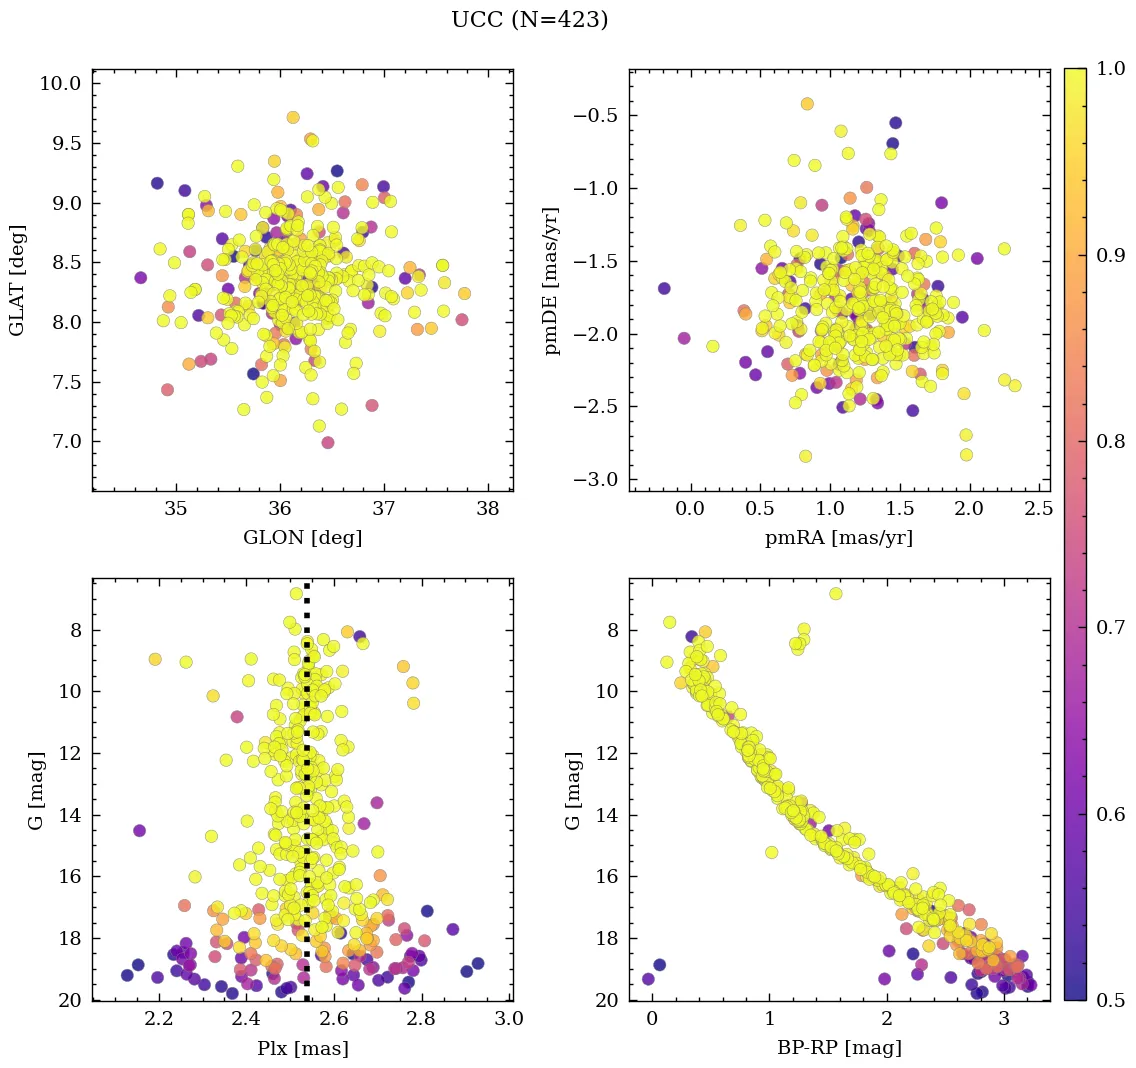 UCC (N=423)
10.0
9.5
9.0
8.5
8.0
7.5
7.0
GLAT [deg]
35 36 37 38
GLON [deg]
−0.5
−1.0
−1.5
−2.0
−2.5
−3.0
pmDE [mas/yr]
0.0 0.5 1.0 1.5 2.0 2.5
pmRA [mas/yr]
8
10
12
14
16
18
20
G [mag]
2.2 2.4 2.6 2.8 3.0
Plx [mas]
8
10
12
14
16
18
20
G [mag]
0 1 2 3
BP-RP [mag]
1.0
0.9
0.8
0.7
0.6
0.5